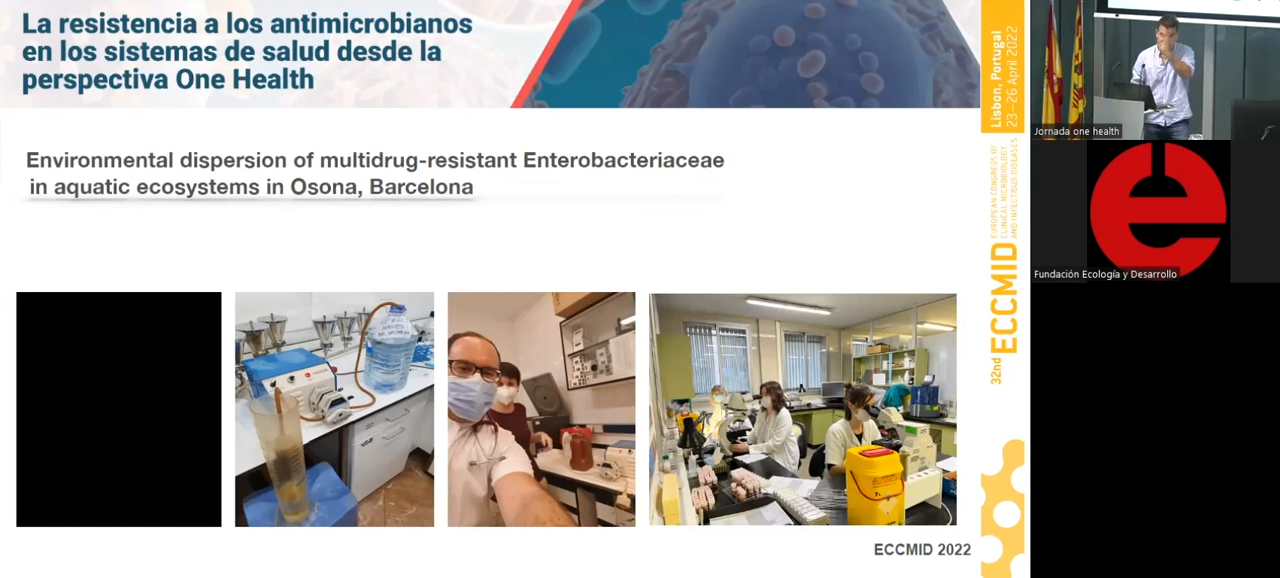 La resistencia a los antimicrobianos
en los sistemas de salud desde la
perspectiva One Health
Environmental dispersion of multidrug-resistant Enterobacteriaceae
in aquatic ecosystems in Osona, Barcelona
ECCMID 2022
Lisbon, Portugal
23–26 April 2022
32nd ECCMID
EUROPEAN CONGRESS OF
CLINICAL MICROBIOLOGY
AND INFECTIOUS DISEASES
Jornada one health
e
Fundación Ecología y Desarrollo